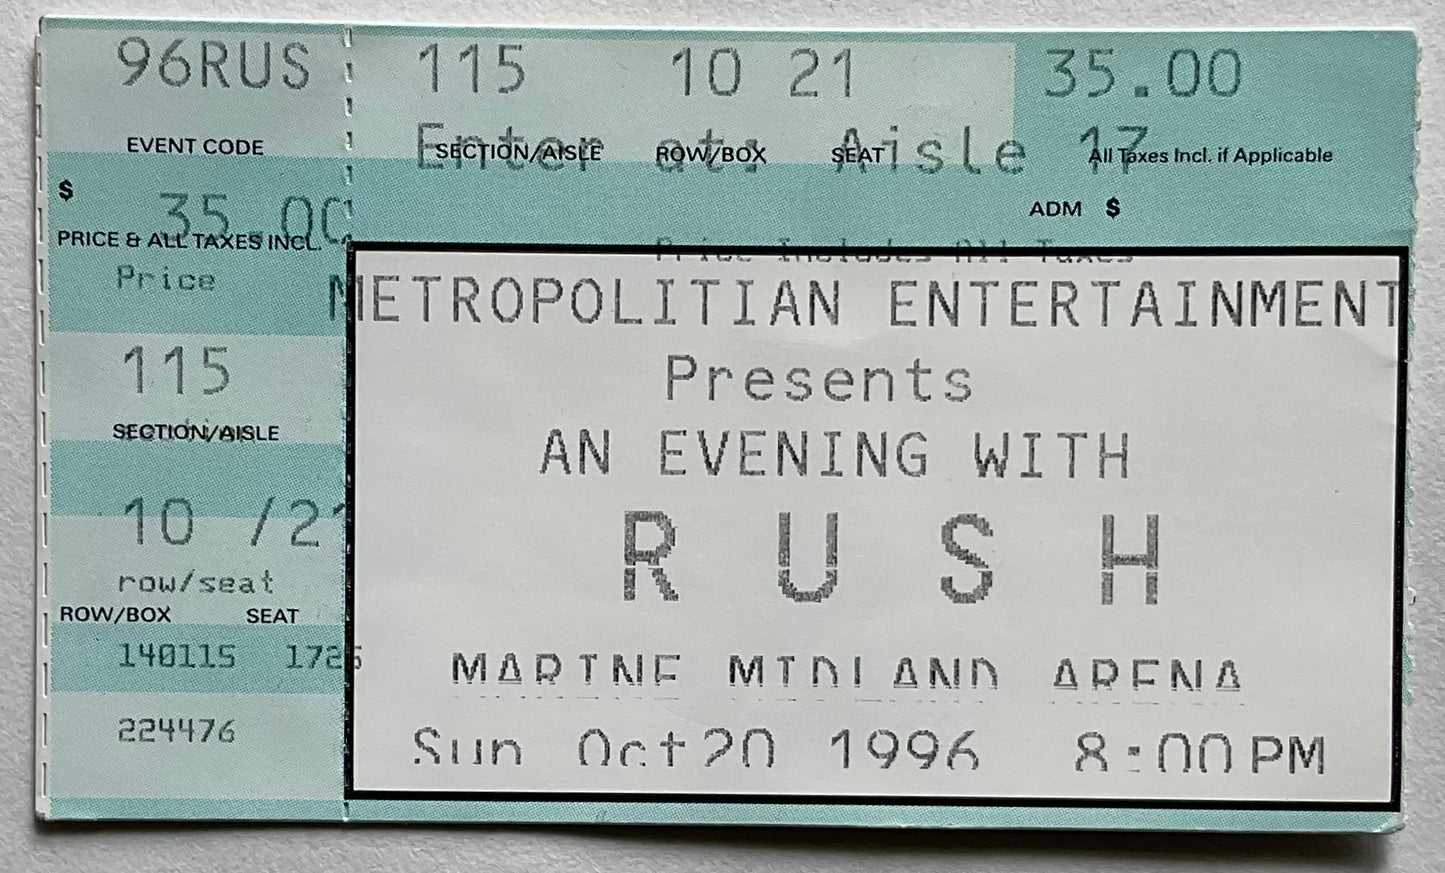 96RUS
EVENT CODE
$
35.00
PRICE & ALL TAXES INCL.
Price
115
SECTION/AISLE
10 /21
row/seat
ROW/BOX SEAT
140115 1725
224476
115 10 21 35.00
Enter at: Aisle 17
SECTION/AISLE ROW/BOX SEAT All Taxes Incl. if Applicable
ADM $
Price Includes All Taxes
METROPOLITIAN ENTERTAINMENT
Presents
AN EVENING WITH
R U S H
MARINE MIDLAND ARENA
Sun Oct 20 1996 8:00PM